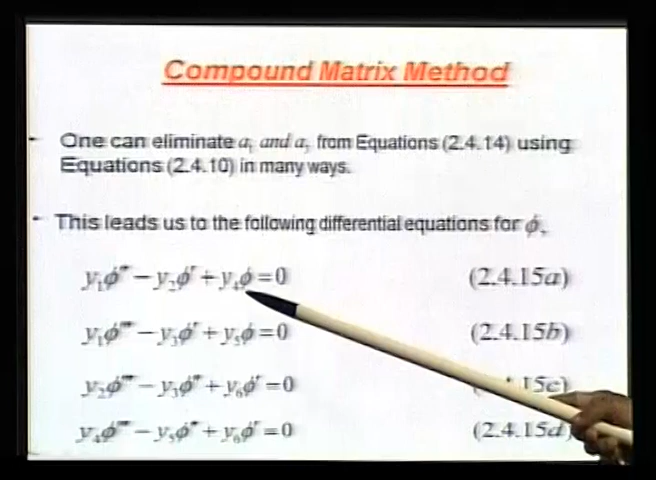 Compound Matrix Method
- One can eliminate a₁ and a₃ from Equations (2.4.14) using
Equations (2.4.10) in many ways.
- This leads us to the following differential equations for ϕ,
y₁ϕ″ − y₂ϕ′ + y₄ϕ = 0 (2.4.15a)
y₁ϕ‴ − y₃ϕ′ + y₅ϕ = 0 (2.4.15b)
y₂ϕ‴ − y₃ϕ″ + y₆ϕ = 0 15c)
y₄ϕ‴ − y₅ϕ″ + y₆ϕ′ = 0 (2.4.15d)